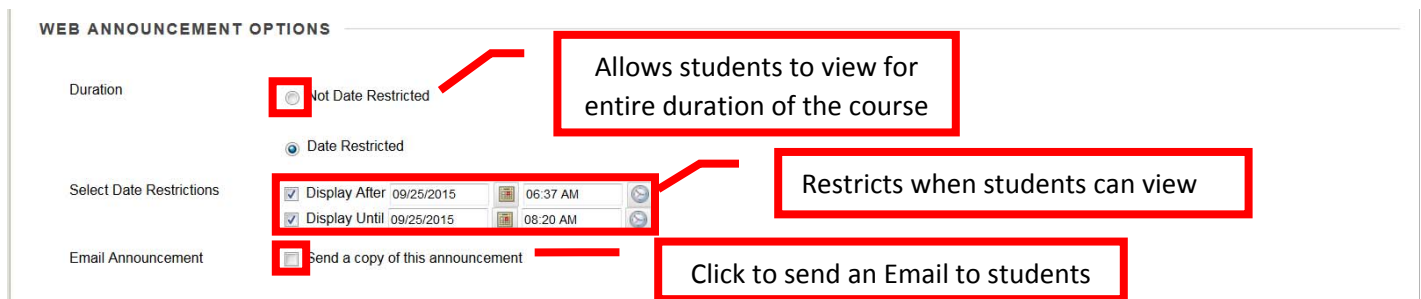 WEB ANNOUNCEMENT OPTIONS
Allows students to view for
entire duration of the course
Duration
Not Date Restricted
Date Restricted
Select Date Restrictions
Display After 09/25/2015 06:37 AM
Display Until 09/25/2015 08:20 AM
Restricts when students can view
Email Announcement
Send a copy of this announcement
Click to send an Email to students